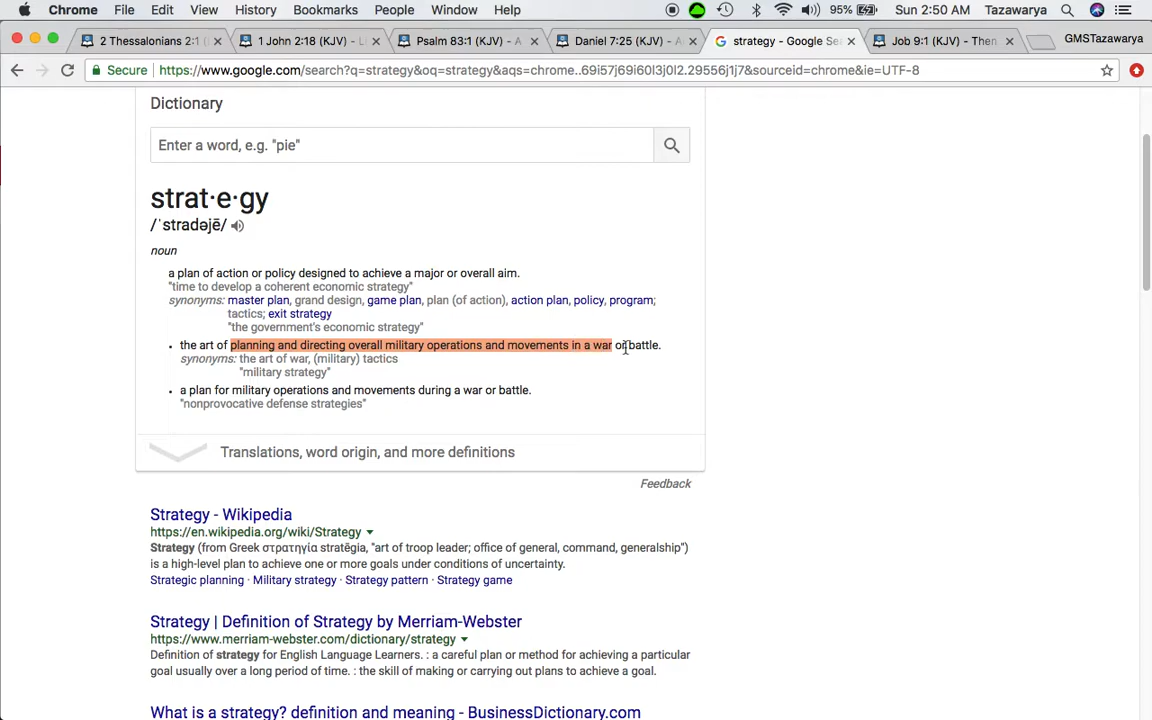 Chrome File Edit View History Bookmarks People Window Help 95% Sun 2:50 AM Tazawarya
2 Thessalonians 2:1 ( 1 John 2:18 (KJV) - Li Psalm 83:1 (KJV) - A Daniel 7:25 (KJV) - A strategy - Google Sea Job 9:1 (KJV) - Then GMSTazawarya
Secure https://www.google.com/search?q=strategy&oq=strategy&aqs=chrome..69i57j69i60l3j0l2.29556j1j7&sourceid=chrome&ie=UTF-8
Dictionary
Enter a word, e.g. "pie"
strat·e·gy
/ˈstradəjē/
noun
a plan of action or policy designed to achieve a major or overall aim.
"time to develop a coherent economic strategy"
synonyms: master plan, grand design, game plan, plan (of action), action plan, policy, program;
tactics; exit strategy
"the government's economic strategy"
• the art of planning and directing overall military operations and movements in a war or battle.
synonyms: the art of war, (military) tactics
"military strategy"
• a plan for military operations and movements during a war or battle.
"nonprovocative defense strategies"
Translations, word origin, and more definitions
Feedback
Strategy - Wikipedia
https://en.wikipedia.org/wiki/Strategy
Strategy (from Greek στρατηγία stratēgia, "art of troop leader; office of general, command, generalship")
is a high-level plan to achieve one or more goals under conditions of uncertainty.
Strategic planning · Military strategy · Strategy pattern · Strategy game
Strategy | Definition of Strategy by Merriam-Webster
https://www.merriam-webster.com/dictionary/strategy
Definition of strategy for English Language Learners. : a careful plan or method for achieving a particular
goal usually over a long period of time. : the skill of making or carrying out plans to achieve a goal.
What is a strategy? definition and meaning - BusinessDictionary.com